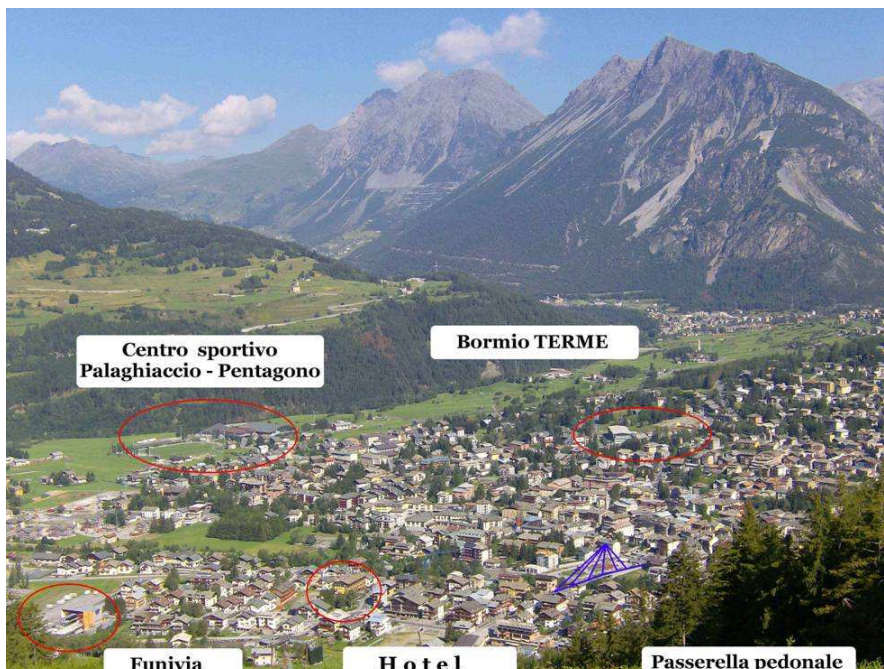 Centro sportivo
Palaghiaccio - Pentagono
Bormio TERME
Funivia
Hotel
Passerella pedonale